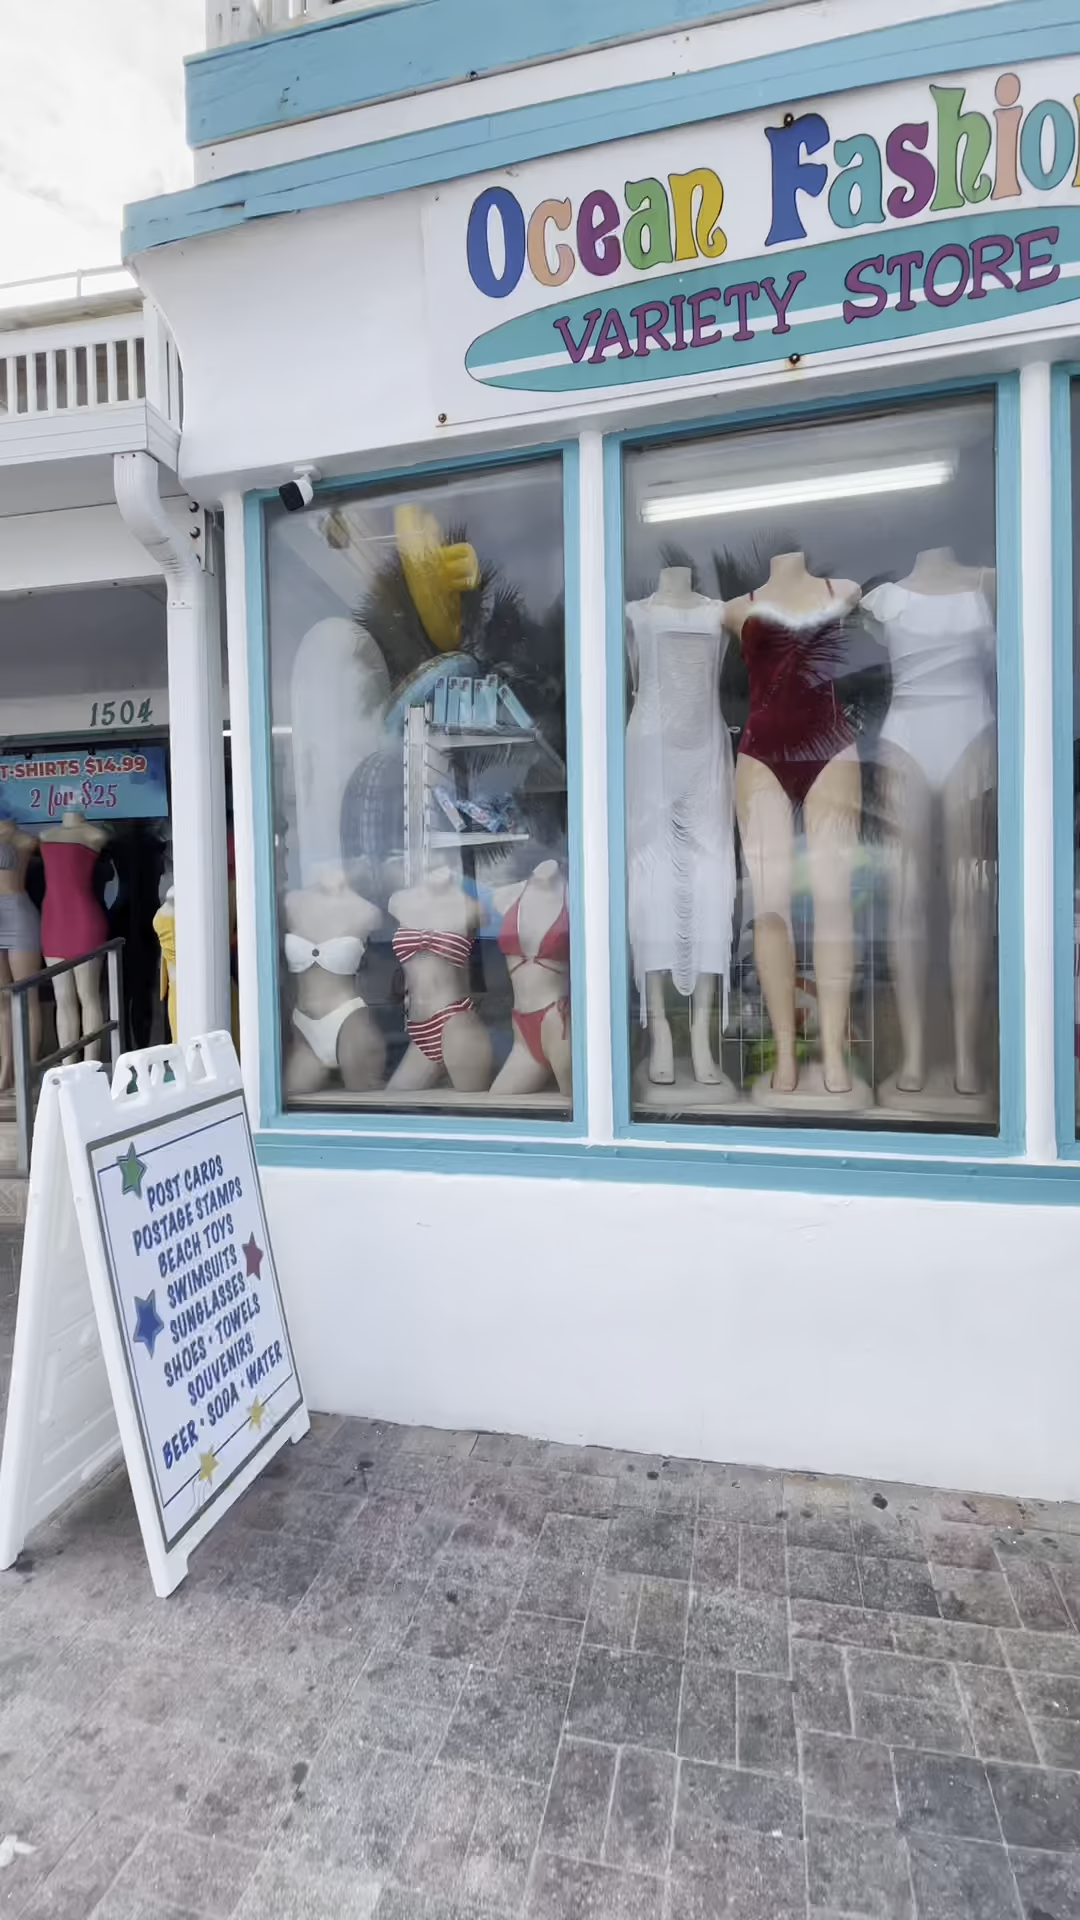 Ocean Fashio
VARIETY STORE
1504
T-SHIRTS $14.99
2 for $25
POST CARDS
POSTAGE STAMPS
BEACH TOYS
SWIMSUITS
SUNGLASSES
SHOES • TOWELS
SOUVENIRS
BEER • SODA • WATER